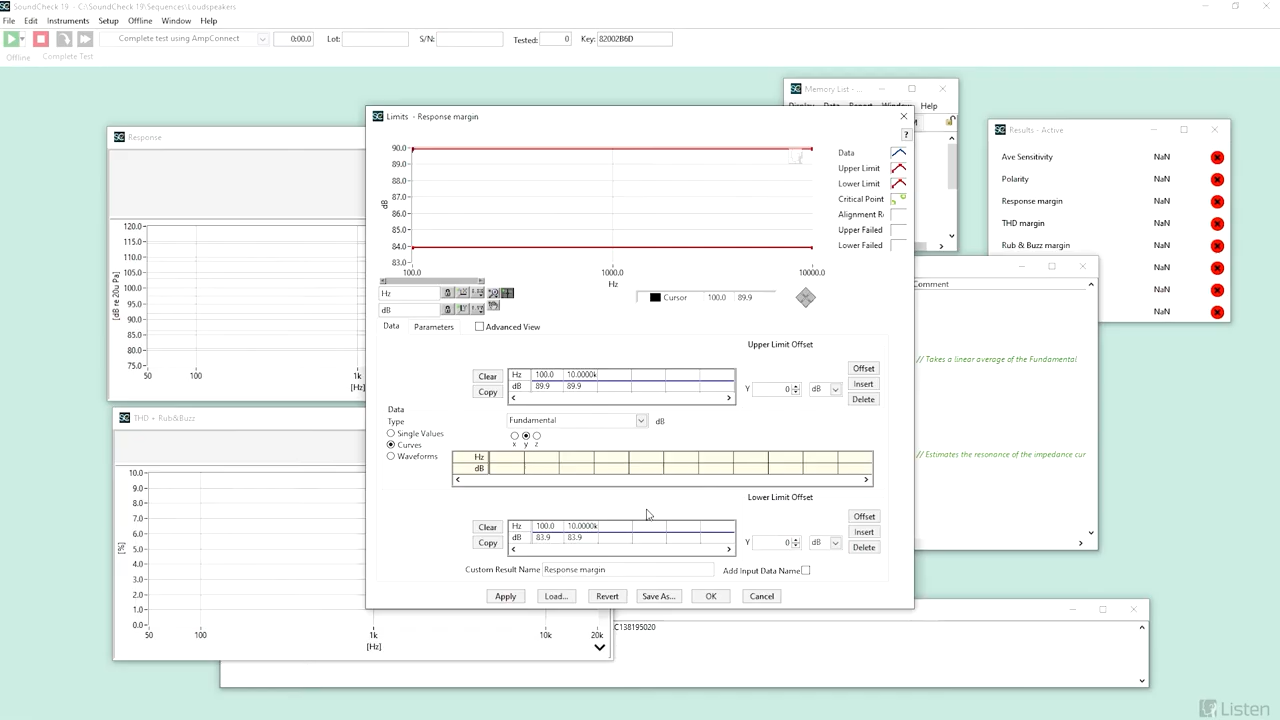 SoundCheck 19 - C:\SoundCheck 19\Sequences\Loudspeakers
File Edit Instruments Setup Offline Window Help
Complete test using AmpConnect 0:00.0 Lot: S/N: Tested: 0 Key: 82002B6D
Offline Complete Test
Memory List - ...
Limits - Response margin
Help
Response
Results - Active
Ave Sensitivity NaN
Polarity NaN
Response margin NaN
THD margin NaN
Rub & Buzz margin NaN
NaN
NaN
NaN
90.0
89.0
88.0
87.0
86.0
85.0
84.0
83.0
dB
100.0 1000.0 10000.0
Hz
Data
Upper Limit
Lower Limit
Critical Point
Upper Failed
Lower Failed
Hz
dB
Cursor 100.0 89.9
Data Parameters Advanced View
Upper Limit Offset
Clear Hz 100.0 10.0000k Offset
Copy dB 89.9 89.9 Y 0 dB Insert
Delete
Data
Type Fundamental dB
Single Values
Curves x y z
Waveforms Hz
dB
Lower Limit Offset
Clear Hz 100.0 10.0000k Offset
Copy dB 83.9 83.9 Y 0 dB Insert
Delete
Custom Result Name Response margin Add Input Data Name
Apply Load... Revert Save As... OK Cancel
120.0
115.0
110.0
105.0
100.0
95.0
90.0
85.0
80.0
75.0
[dB re 20u Pa]
50 100 1k
[Hz]
THD + Rub&Buzz
10.0
9.0
8.0
7.0
6.0
5.0
4.0
3.0
2.0
1.0
0.0
[%]
50 100 1k 10k 20k
[Hz]
Comment
// Takes a linear average of the Fundamental
// Estimates the resonance of the impedance cur
C138195020
Listen